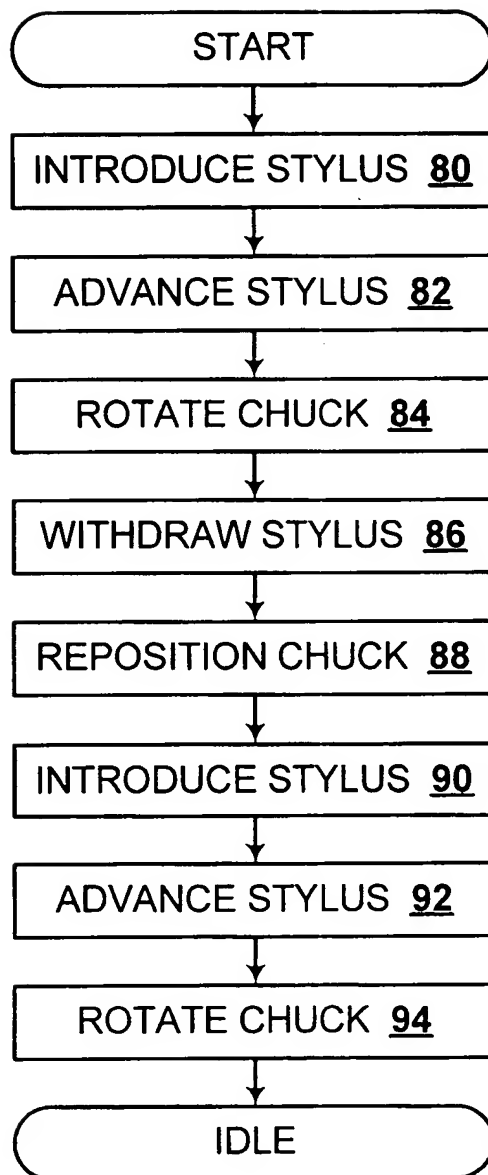 START
INTRODUCE STYLUS 80
ADVANCE STYLUS 82
ROTATE CHUCK 84
WITHDRAW STYLUS 86
REPOSITION CHUCK 88
INTRODUCE STYLUS 90
ADVANCE STYLUS 92
ROTATE CHUCK 94
IDLE